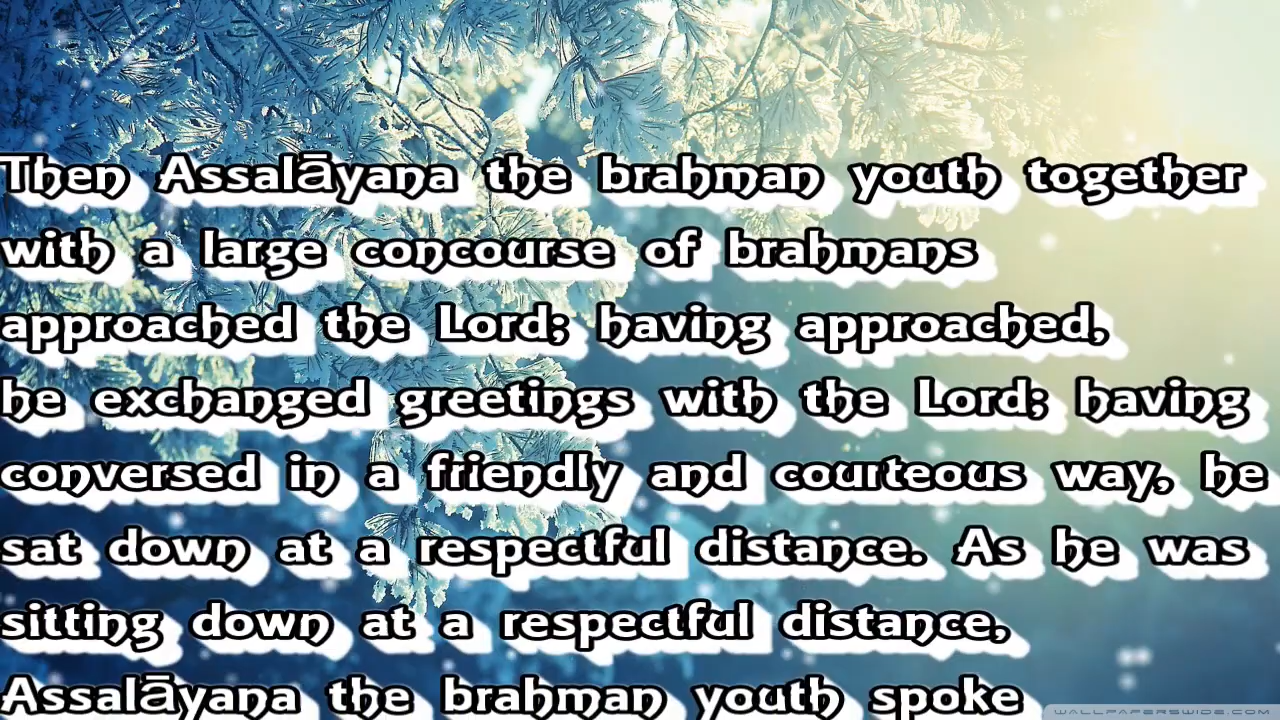 Then Assalāyana the brahman youth together
with a large concourse of brahmans
approached the Lord; having approached,
he exchanged greetings with the Lord; having
conversed in a friendly and courteous way, he
sat down at a respectful distance. As he was
sitting down at a respectful distance,
Assalāyana the brahman youth spoke
WALLPAPERSWIDE.COM